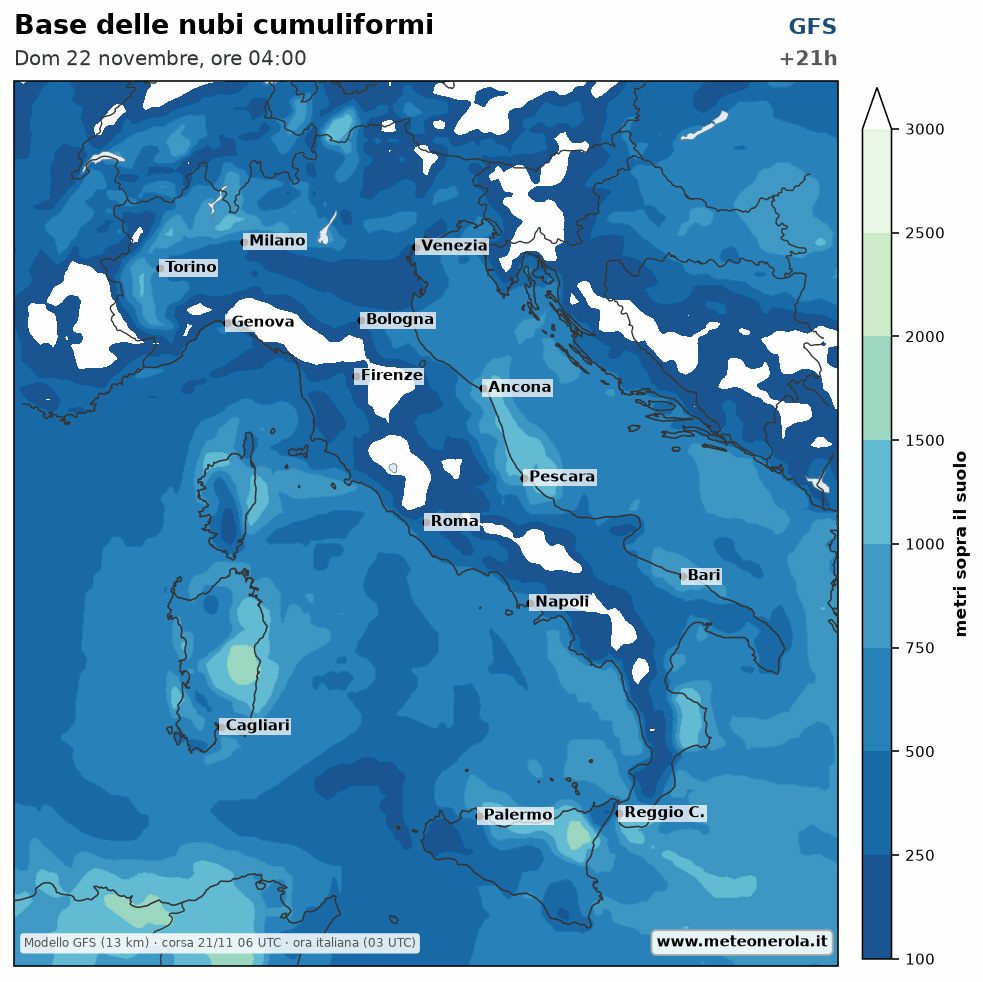 Base delle nubi cumuliformi
GFS
Dom 22 novembre, ore 04:00
+21h
Milano
Venezia
Torino
Genova
Bologna
Firenze
Ancona
Pescara
Roma
Bari
Napoli
Cagliari
Palermo
Reggio C.
3000
2500
2000
1500
1000
750
500
250
100
metri sopra il suolo
Modello GFS (13 km) · corsa 21/11 06 UTC · ora italiana (03 UTC)
www.meteonerola.it